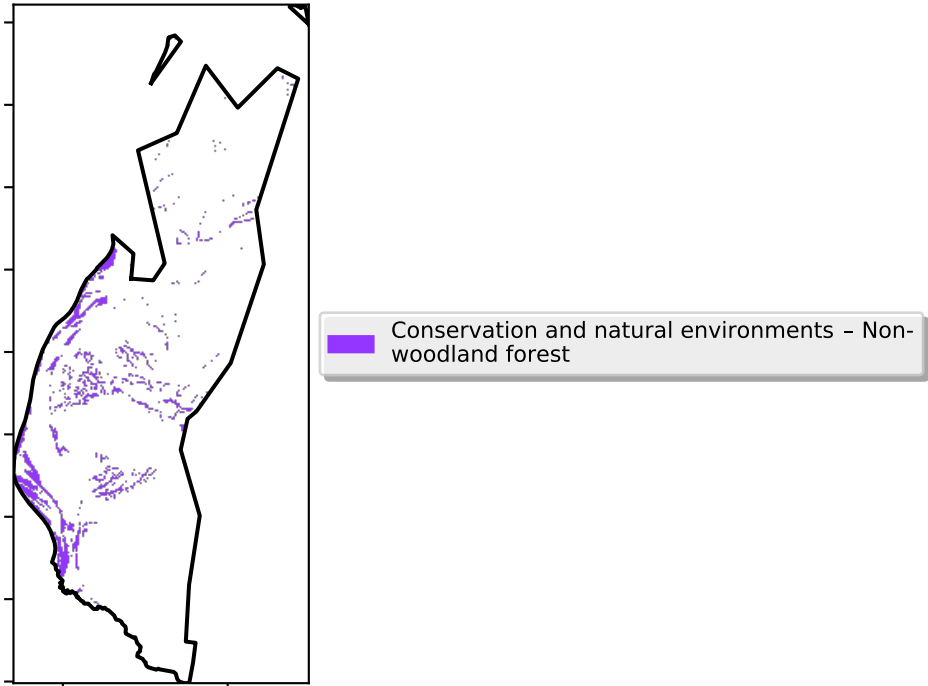 Conservation and natural environments – Non-
woodland forest